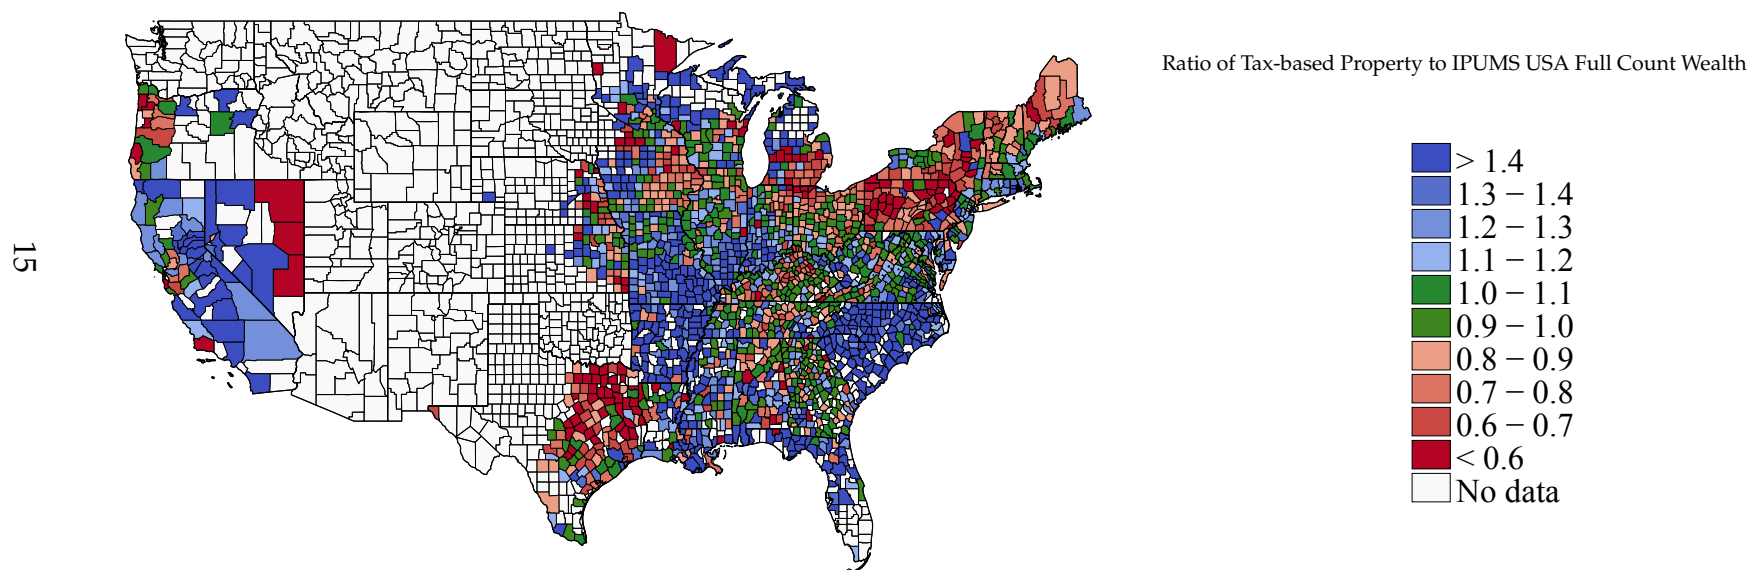 15
Ratio of Tax-based Property to IPUMS USA Full Count Wealth
> 1.4
1.3 − 1.4
1.2 − 1.3
1.1 − 1.2
1.0 − 1.1
0.9 − 1.0
0.8 − 0.9
0.7 − 0.8
0.6 − 0.7
< 0.6
No data